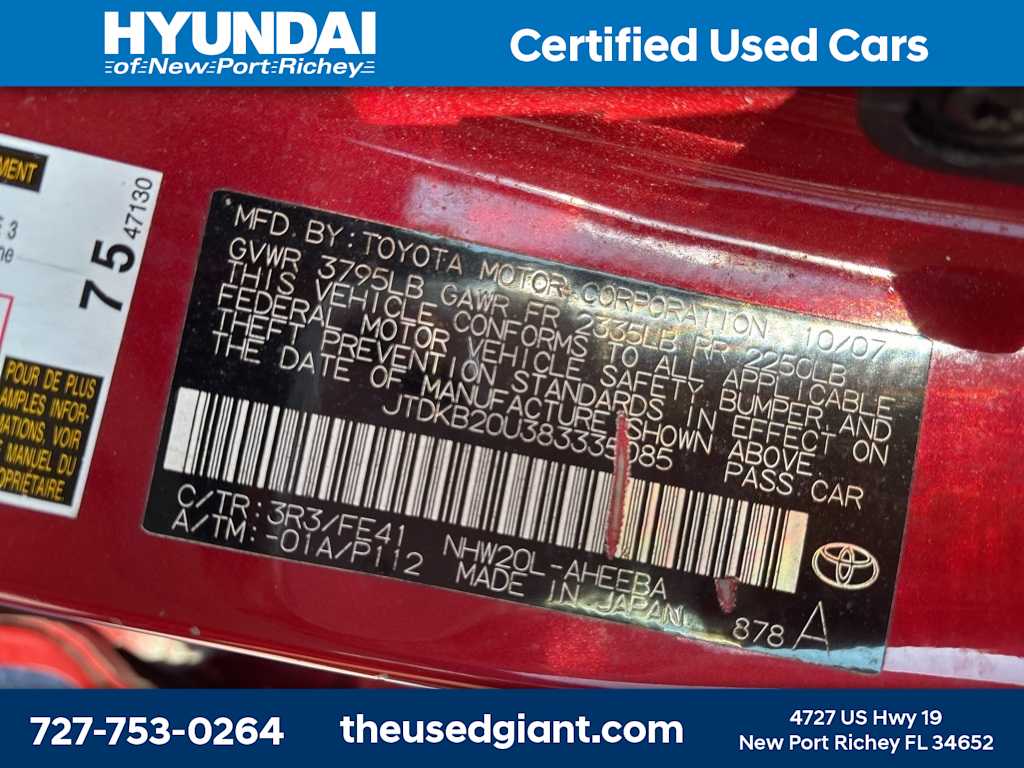 HYUNDAI
of New Port Richey
Certified Used Cars
MENT
3
ne
75
47130
POUR DE PLUS
AMPLES INFOR-
MATIONS, VOIR
MANUEL DU
PROPRIÉTAIRE.
MFD. BY: TOYOTA MOTOR CORPORATION 10/07
GVWR 3795LB GAWR FR 2335LB RR 2250LB
THIS VEHICLE CONFORMS TO ALL APPLICABLE
FEDERAL MOTOR VEHICLE SAFETY, BUMPER, AND
THEFT PREVENTION STANDARDS IN EFFECT ON
THE DATE OF MANUFACTURE SHOWN ABOVE.
JTDKB20U383335085 PASS.CAR
C/TR:3R3/FE41 NHW20L-AHEEBA
A/TM:-01A/P112 MADE IN JAPAN
878 A
727-753-0264
theusedgiant.com
4727 US Hwy 19
New Port Richey FL 34652